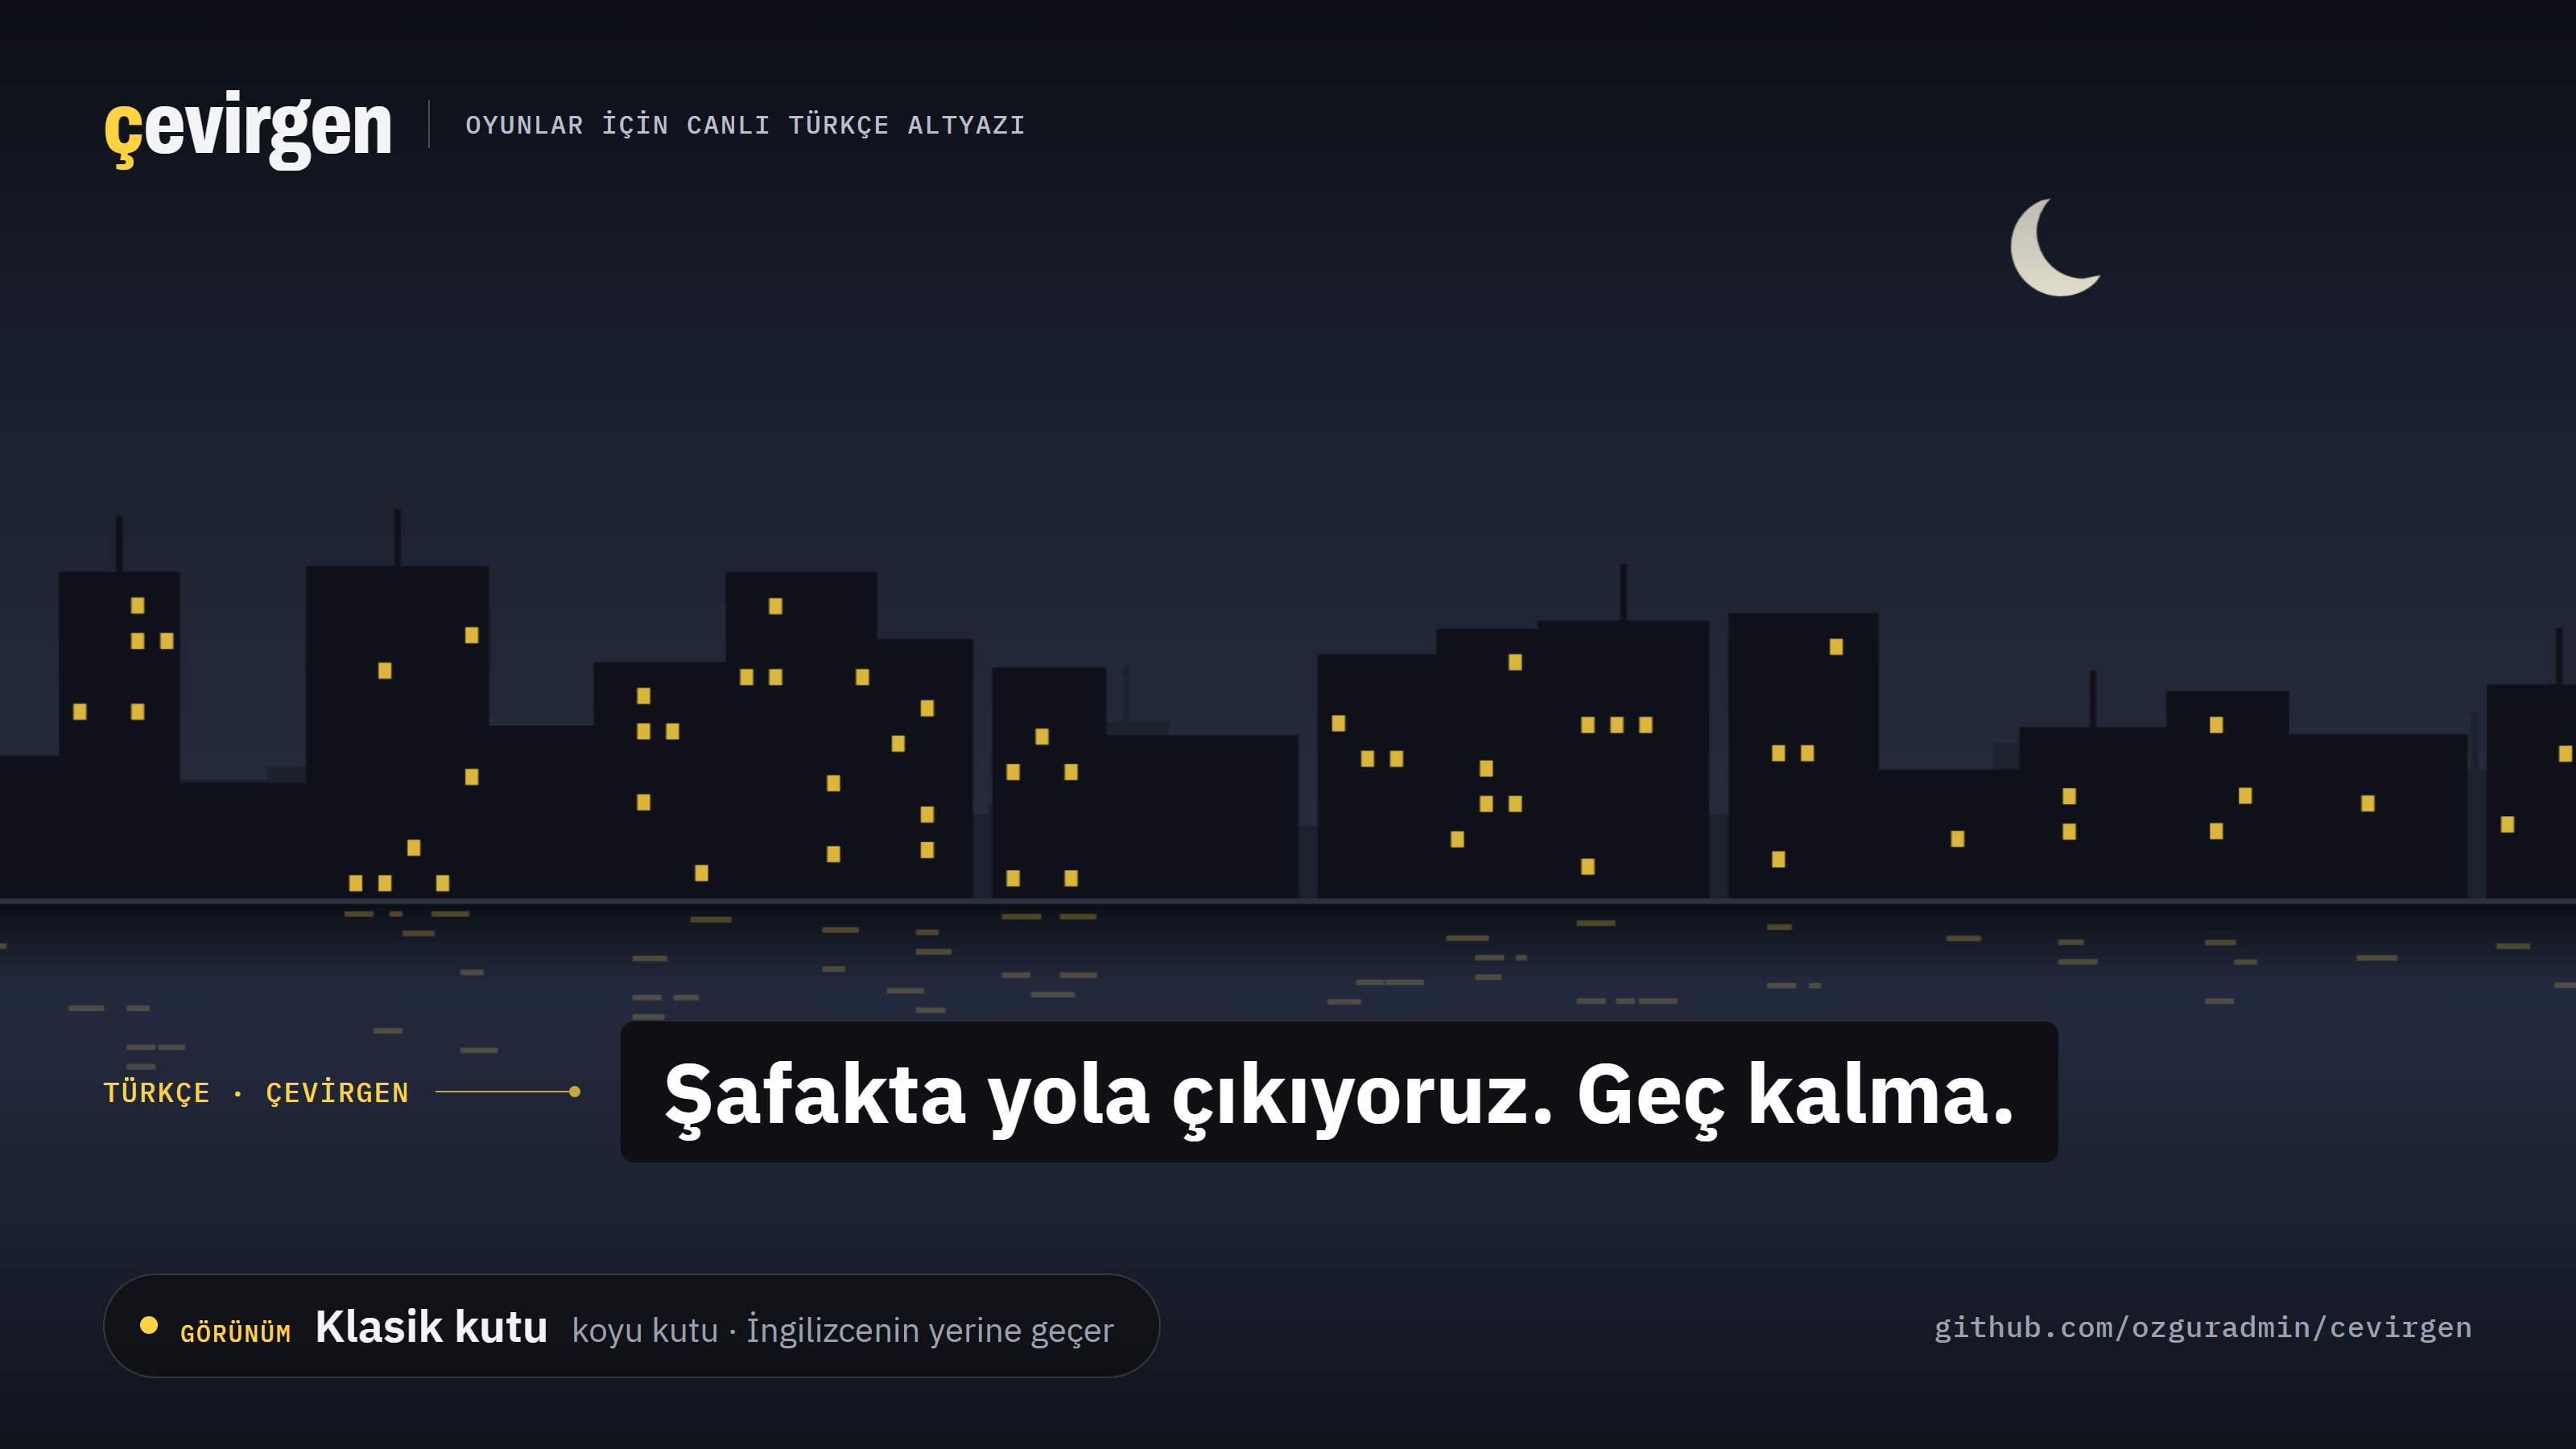 çevirgen
OYUNLAR İÇİN CANLI TÜRKÇE ALTYAZI
TÜRKÇE · ÇEVİRGEN
Şafakta yola çıkıyoruz. Geç kalma.
GÖRÜNÜM Klasik kutu koyu kutu · İngilizcenin yerine geçer
github.com/ozguradmin/cevirgen